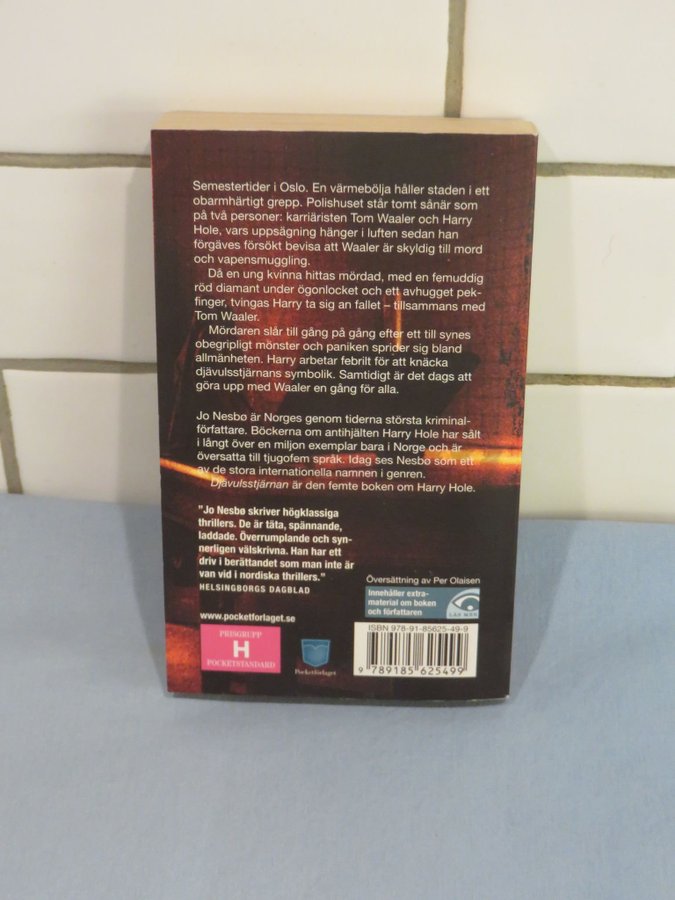 Semestertider i Oslo. En värmebölja håller staden i ett
obarmhärtigt grepp. Polishuset står tomt sånär som
på två personer: karriäristen Tom Waaler och Harry
Hole, vars uppsägning hänger i luften sedan han
förgäves försökt bevisa att Waaler är skyldig till mord
och vapensmuggling.
Då en ung kvinna hittas mördad, med en femuddig
röd diamant under ögonlocket och ett avhugget pek-
finger, tvingas Harry ta sig an fallet – tillsammans med
Tom Waaler.
Mördaren slår till gång på gång efter ett till synes
obegripligt mönster och paniken sprider sig bland
allmänheten. Harry arbetar febrilt för att knäcka
djävulsstjärnans symbolik. Samtidigt är det dags att
göra upp med Waaler en gång för alla.
Jo Nesbø är Norges genom tiderna största kriminal-
författare. Böckerna om antihjälten Harry Hole har sålt
i långt över en miljon exemplar bara i Norge och är
översatta till tjugofem språk. Idag ses Nesbø som ett
av de stora internationella namnen i genren.
Djävulsstjärnan är den femte boken om Harry Hole.
"Jo Nesbø skriver högklassiga
thrillers. De är täta, spännande,
laddade. Överrumplande och syn-
nerligen välskrivna. Han har ett
driv i berättandet som man inte är
van vid i nordiska thrillers."
HELSINGBORGS DAGBLAD
Översättning av Per Olaisen
Innehåller extra-
material om boken
och författaren
LÄS MER
www.pocketforlaget.se
PRISGRUPP
H
POCKETSTANDARD
Pocketförlaget
ISBN 978-91-85625-49-9
9 789185 625499